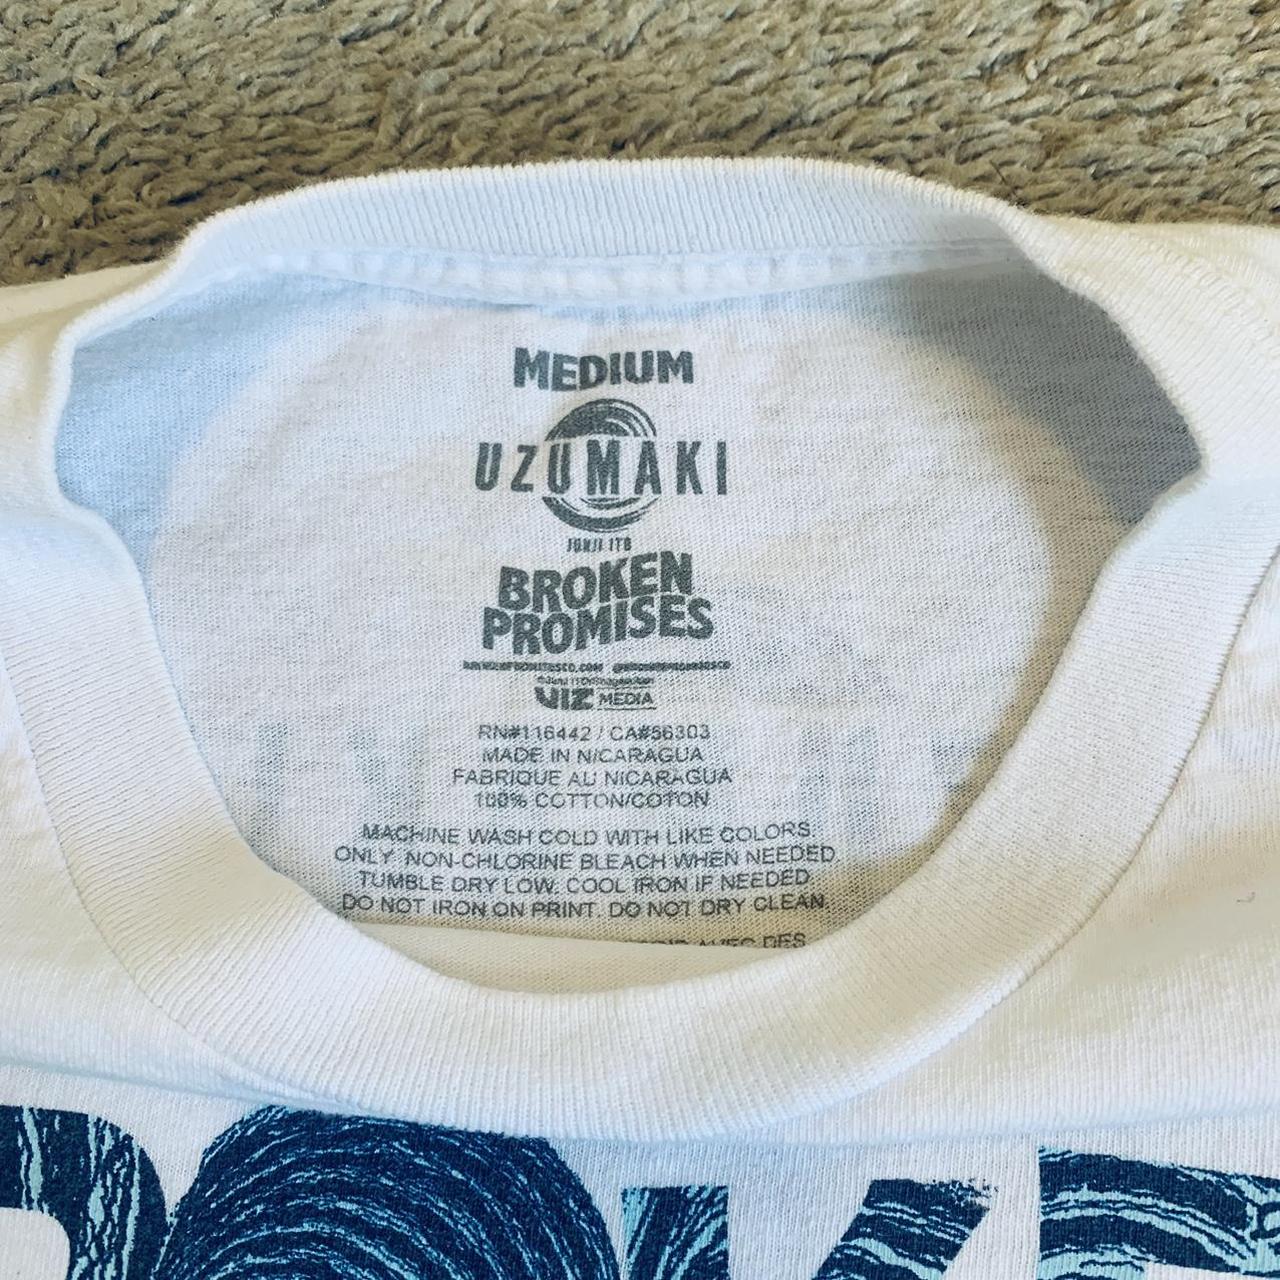 MEDIUM
UZUMAKI
JUNJI ITO
BROKEN
PROMISES
VIZ MEDIA
RN#116442 / CA#56303
MADE IN NICARAGUA
FABRIQUE AU NICARAGUA
100% COTTON/COTON
MACHINE WASH COLD WITH LIKE COLORS.
ONLY NON-CHLORINE BLEACH WHEN NEEDED
TUMBLE DRY LOW. COOL IRON IF NEEDED
DO NOT IRON ON PRINT. DO NOT DRY CLEAN.
AVEC DES